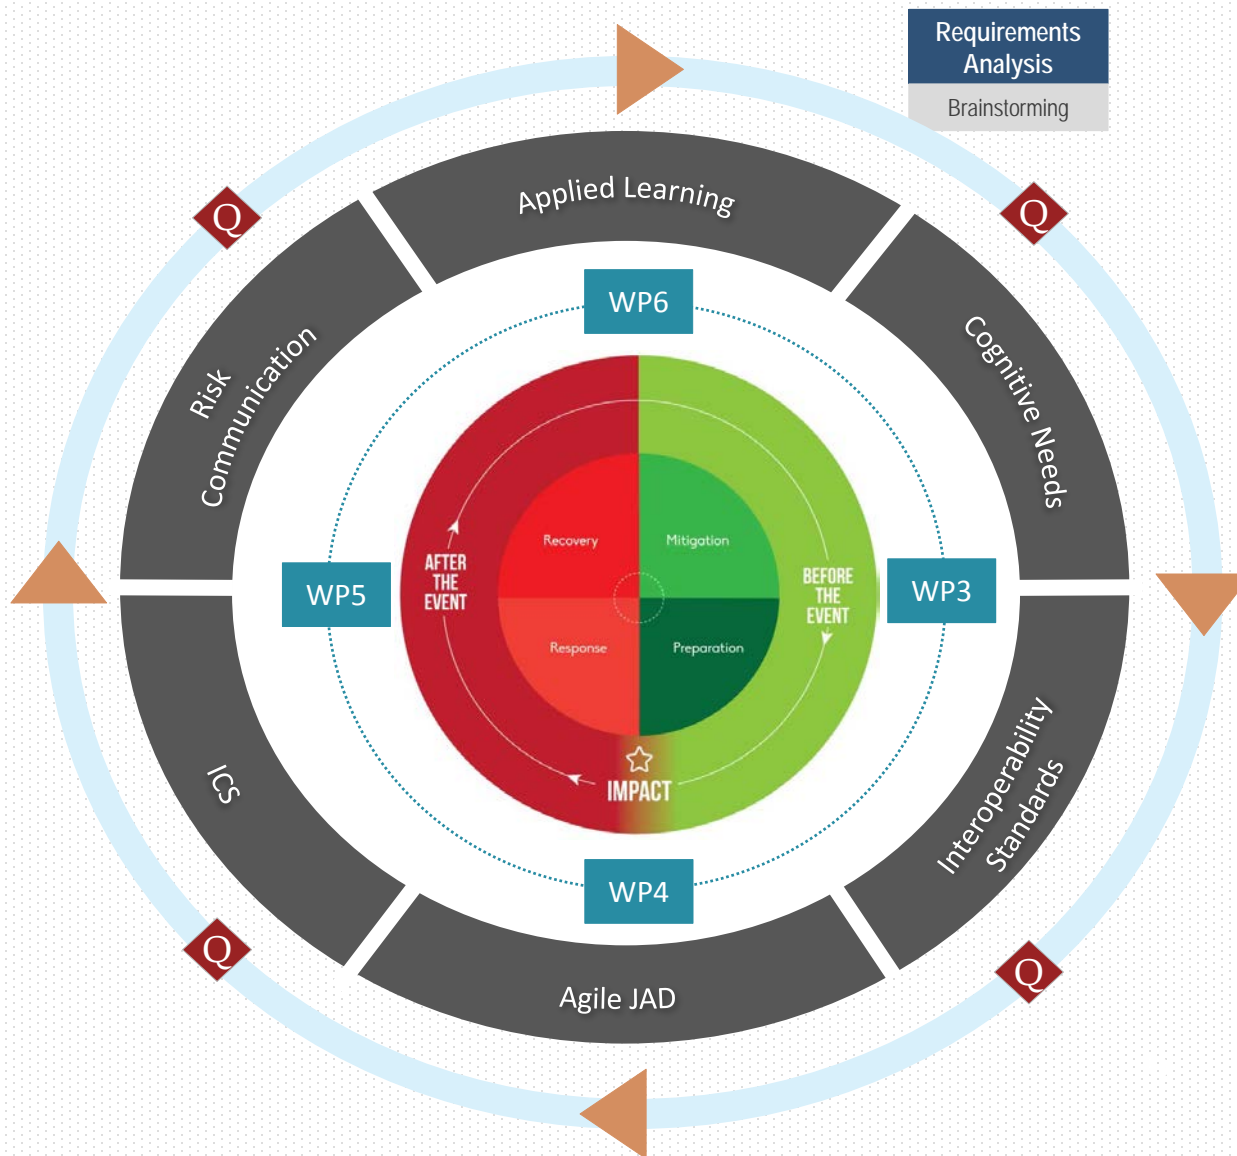 Requirements
Analysis
Brainstorming
Applied Learning
Q
Q
WP6
Risk
Communication
Cognitive Needs
Recovery
Mitigation
AFTER
THE
EVENT
BEFORE
THE
EVENT
WP5
WP3
Response
Preparation
IMPACT
ICS
Interoperability
Standards
WP4
Q
Q
Agile JAD